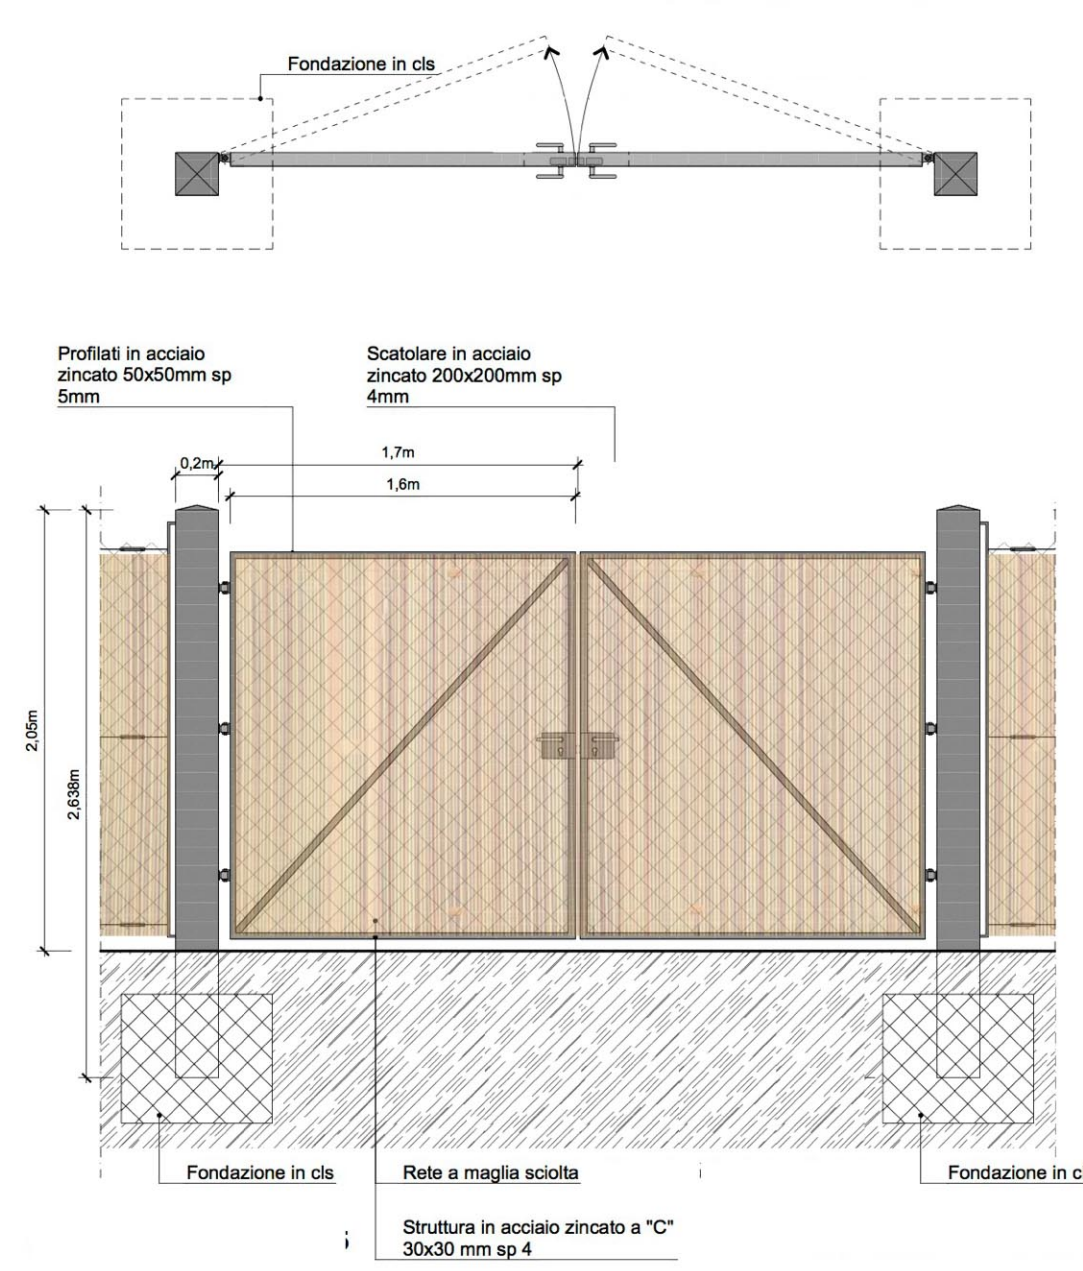 Fondazione in cls
Profilati in acciaio
zincato 50x50mm sp
5mm
Scatolare in acciaio
zincato 200x200mm sp
4mm
0,2m
1,7m
1,6m
2,05m
2,638m
Fondazione in cls
Rete a maglia sciolta
Fondazione in c
Struttura in acciaio zincato a "C"
30x30 mm sp 4